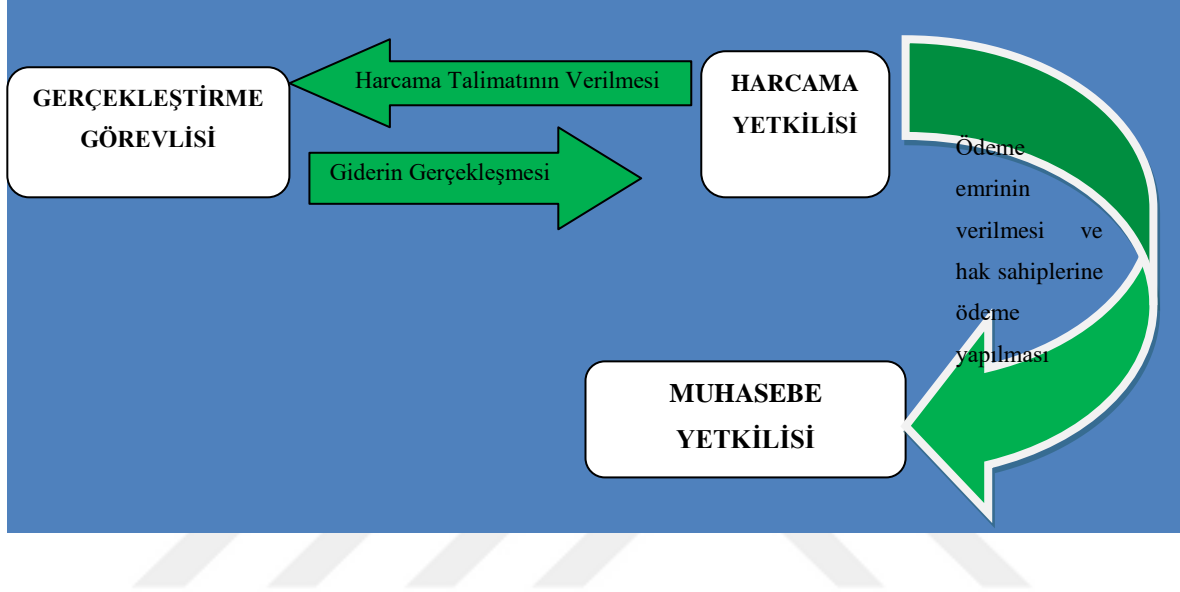 GERÇEKLEŞTİRME
GÖREVLİSİ
Harcama Talimatının Verilmesi
Giderin Gerçekleşmesi
HARCAMA
YETKİLİSİ
Ödeme
emrinin
verilmesi ve
hak sahiplerine
ödeme
yapılması
MUHASEBE
YETKİLİSİ